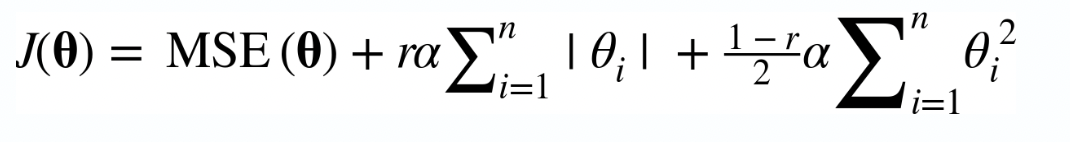 J(θ) = MSE (θ) + rα∑ⁿᵢ₌₁ | θᵢ | + (1 − r)/2 α ∑ⁿᵢ₌₁ θᵢ²